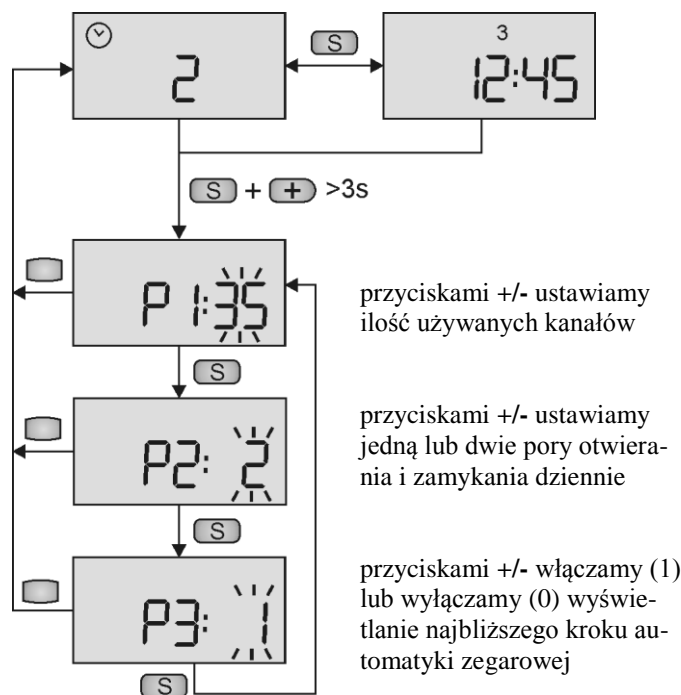 2
S
3
12:45
S + + >3s
P1:35
przyciskami +/- ustawiamy
ilość używanych kanałów
S
P2: 2
przyciskami +/- ustawiamy
jedną lub dwie pory otwiera-
nia i zamykania dziennie
S
P3: 1
przyciskami +/- włączamy (1)
lub wyłączamy (0) wyświe-
tlanie najbliższego kroku au-
tomatyki zegarowej
S